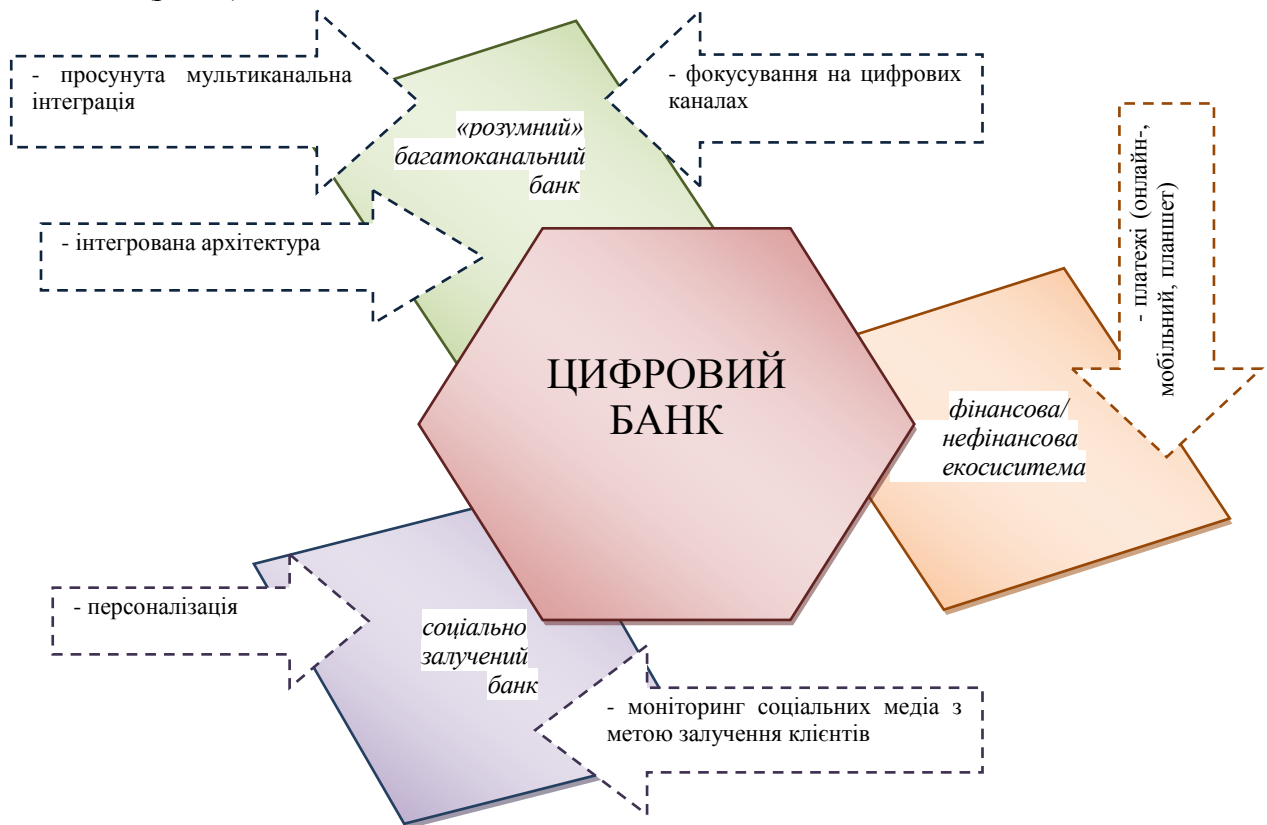 - просунута мультиканальна
інтеграція
- фокусування на цифрових
каналах
«розумний»
багатоканальний
банк
- інтегрована архітектура
- платежі (онлайн-,
мобільний, планшет)
ЦИФРОВИЙ
БАНК
фінансова/
нефінансова
екосиситема
- персоналізація
соціально
залучений
банк
- моніторинг соціальних медіа з
метою залучення клієнтів